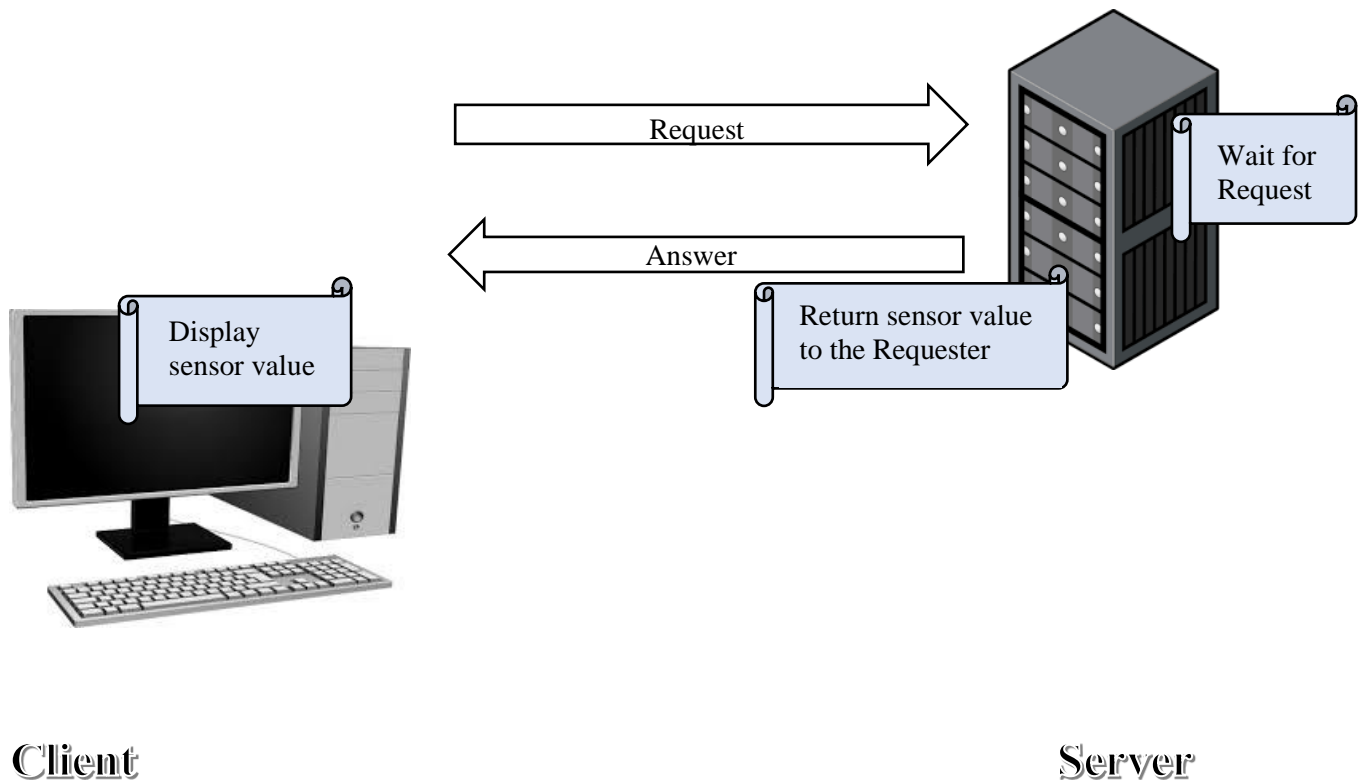 Request
Wait for
Request
Answer
Return sensor value
to the Requester
Display
sensor value
Client
Server